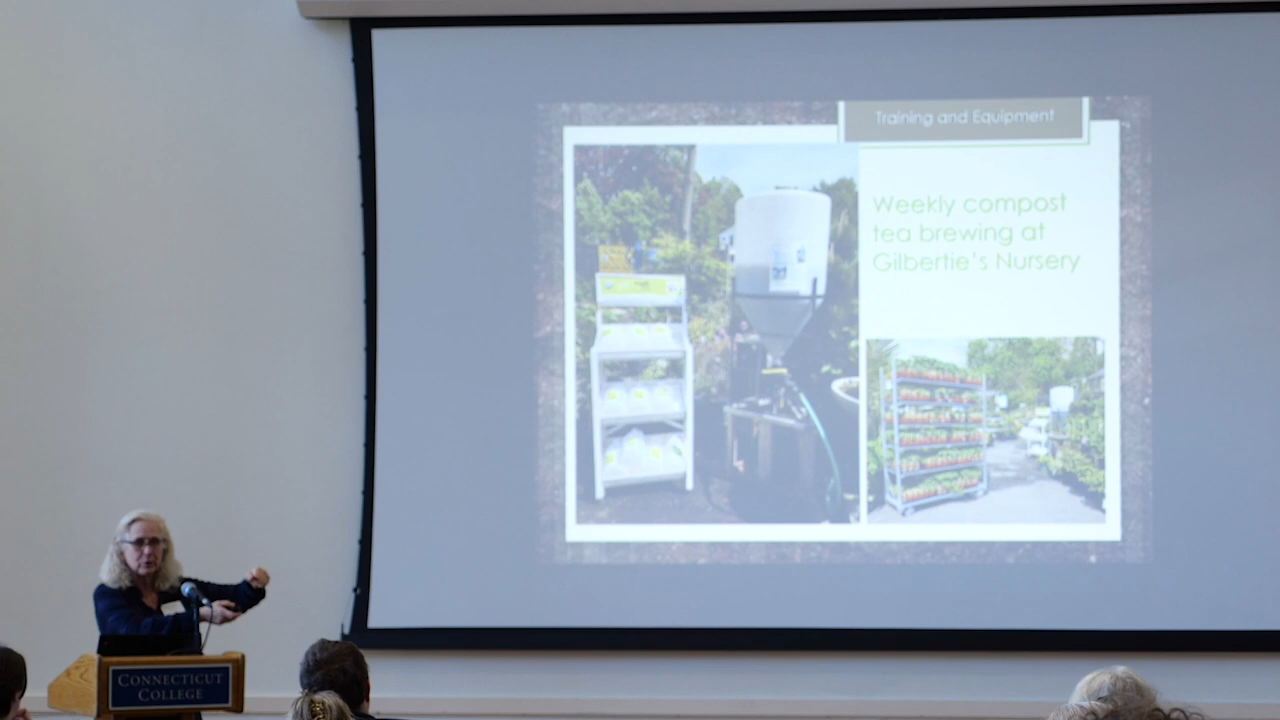 Training and Equipment
Weekly compost
tea brewing at
Gilbertie's Nursery
CONNECTICUT
COLLEGE